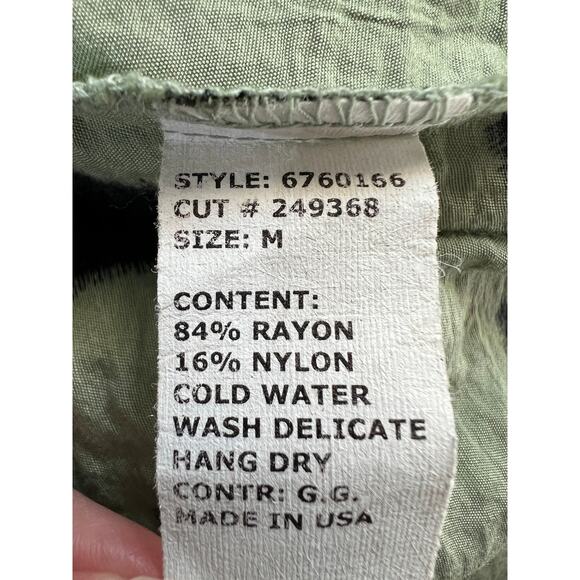 STYLE: 6760166
CUT # 249368
SIZE: M
CONTENT:
84% RAYON
16% NYLON
COLD WATER
WASH DELICATE
HANG DRY
CONTR: G.G.
MADE IN USA